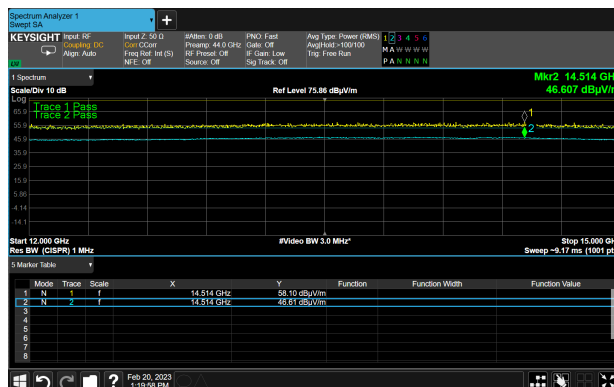 Spectrum Analyzer 1
Swept SA
+
KEYSIGHT
Input: RF
Coupling: DC
Align: Auto
Input Z: 50 Ω
Corr CCorr
Freq Ref: Int (S)
NFE: Off
#Atten: 0 dB
Preamp: 44.0 GHz
RF Preset: Off
Source: Off
PNO: Fast
Gate: Off
IF Gain: Low
Sig Track: Off
Avg Type: Power (RMS)
Avg|Hold:>100/100
Trig: Free Run
1 2 3 4 5 6
M A W W W W
P A N N N N
1 Spectrum
Scale/Div 10 dB
Ref Level 75.86 dBµV/m
Mkr2 14.514 GH
46.607 dBµV/
Log
Trace 1 Pass
Trace 2 Pass
65.9
55.9
45.9
35.9
25.9
15.9
5.86
-4.14
-14.1
1
2
Start 12.000 GHz
#Video BW 3.0 MHz*
Stop 15.000 GH
Res BW (CISPR) 1 MHz
Sweep ~9.17 ms (1001 pt
5 Marker Table
Mode Trace Scale X Y Function Function Width Function Value
1 N 1 f 14.514 GHz 58.10 dBµV/m
2 N 2 f 14.514 GHz 46.61 dBµV/m
3
4
5
6
7
8
?
Feb 20, 2023
1:19:58 PM